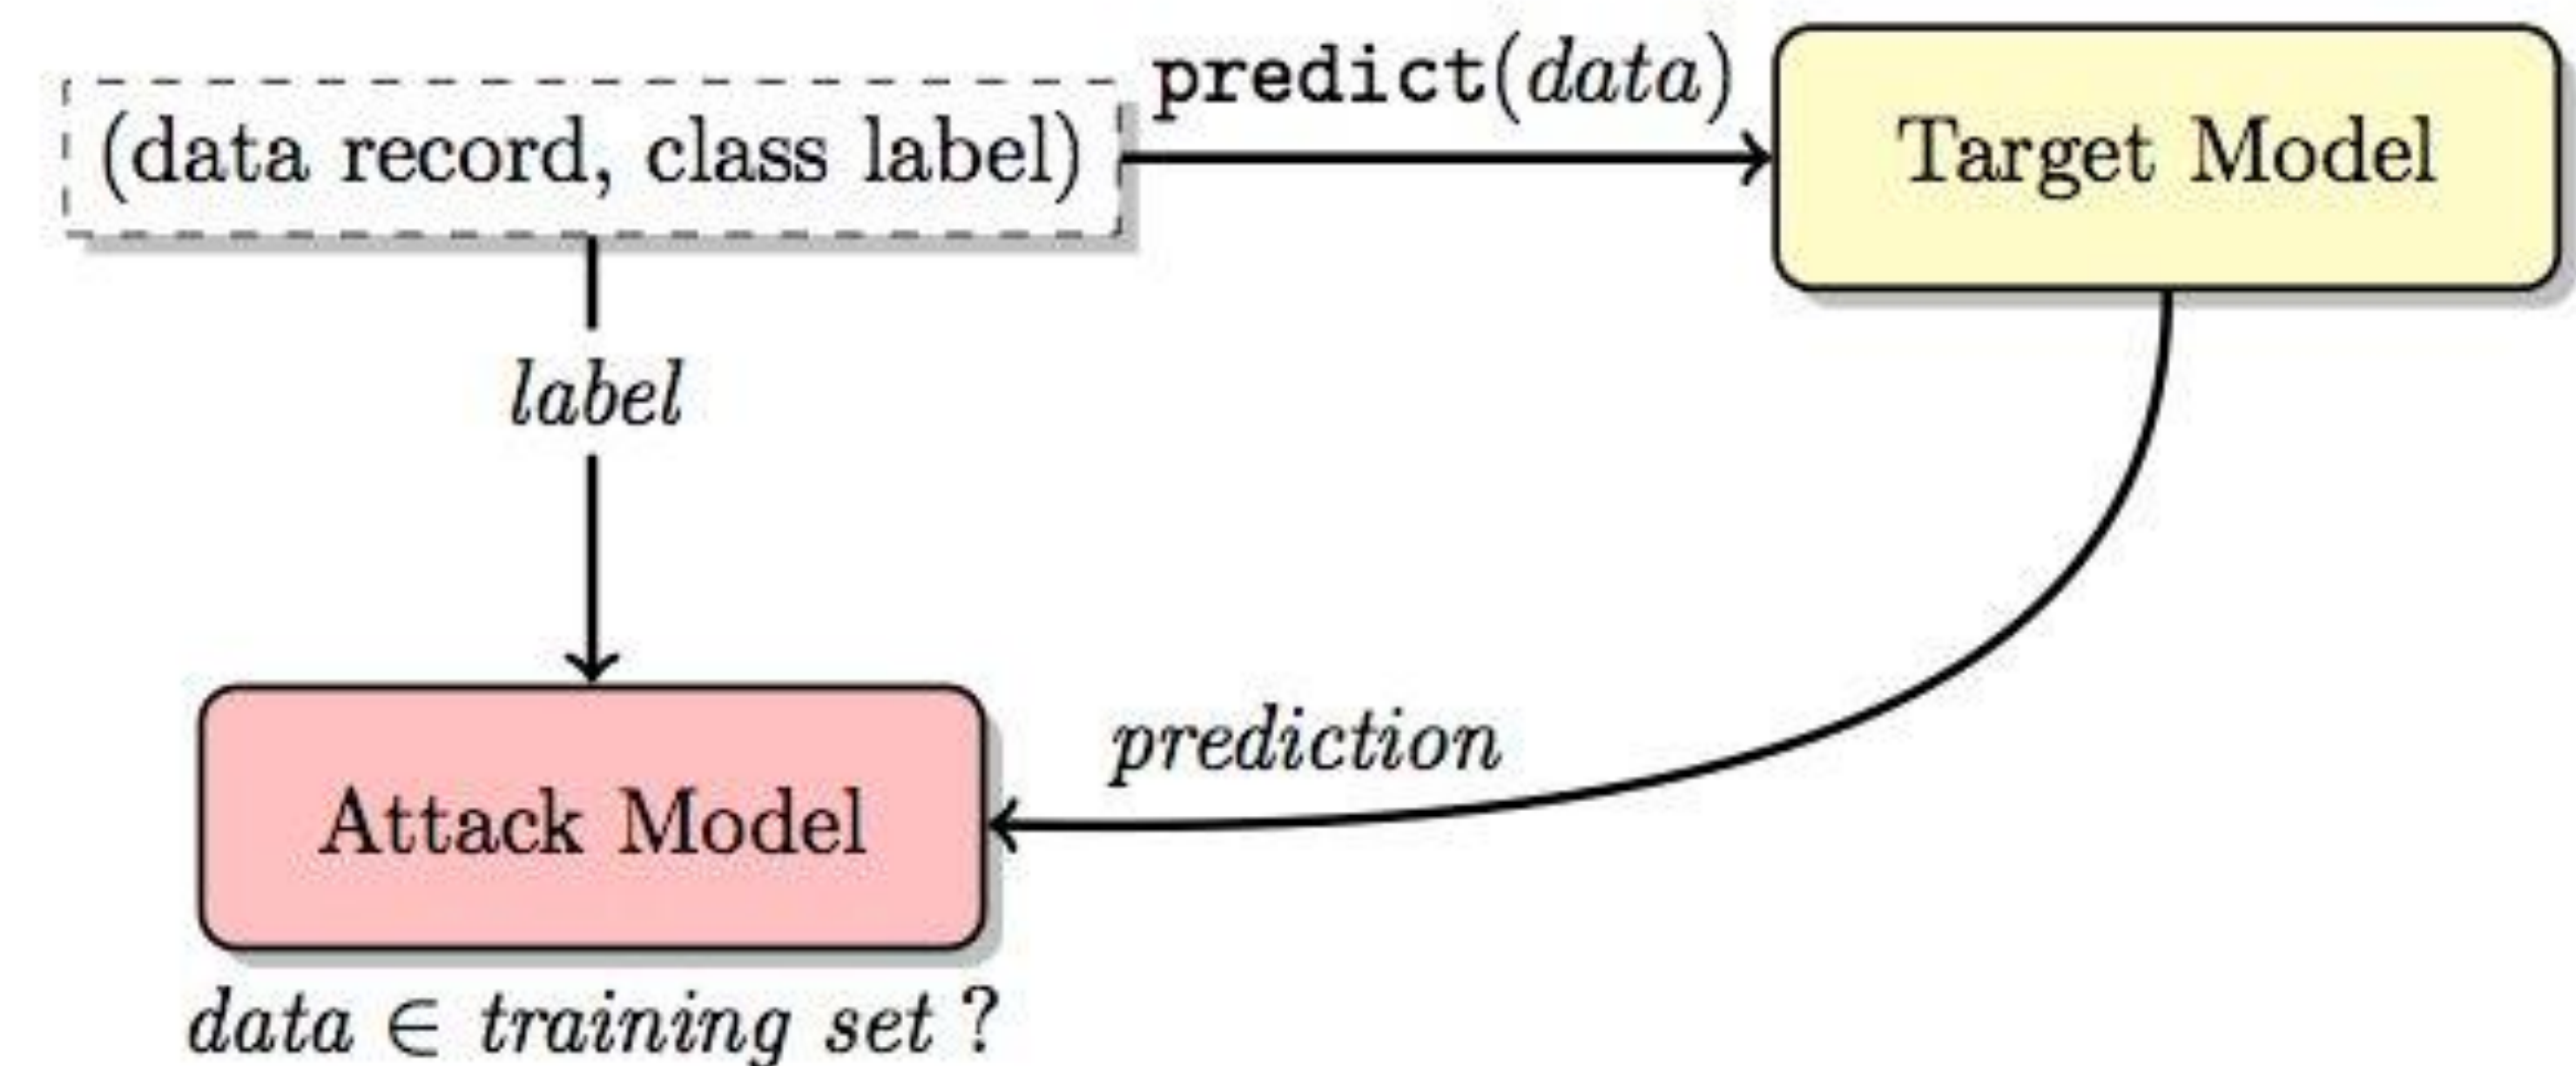 predict(data)
(data record, class label)
Target Model
label
prediction
Attack Model
data ∈ training set ?